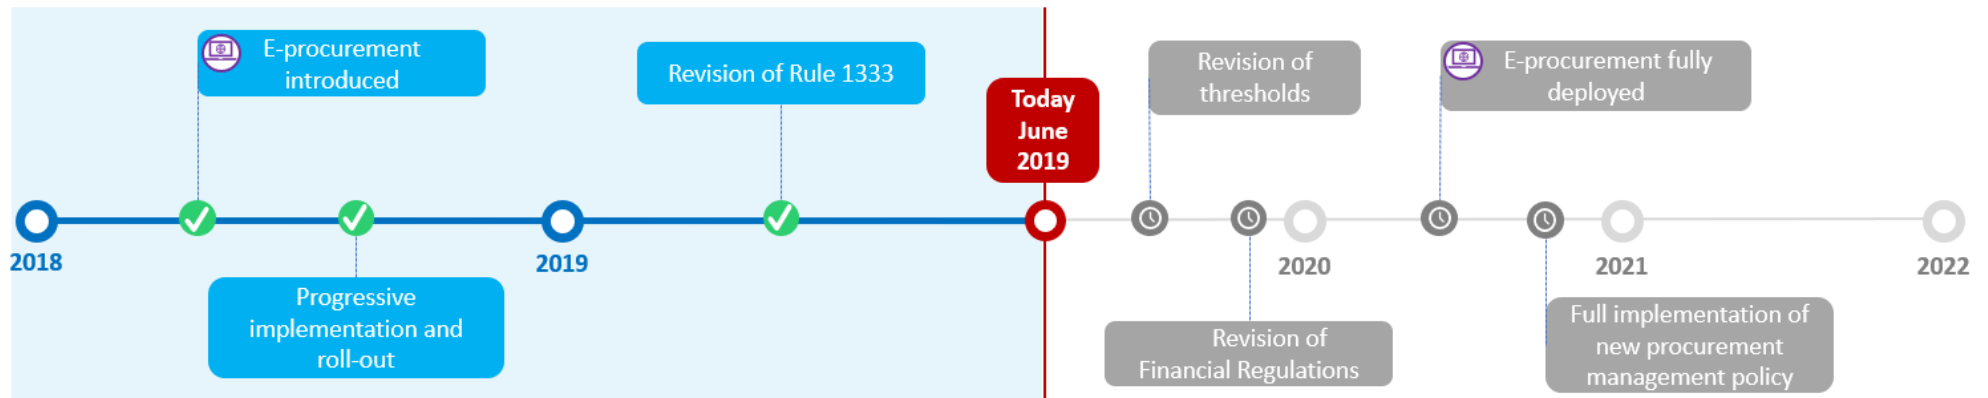 E-procurement
introduced
Revision of Rule 1333
Today
June
2019
Revision of
thresholds
E-procurement fully
deployed
2018
2019
2020
2021
2022
Progressive
implementation and
roll-out
Revision of
Financial Regulations
Full implementation of
new procurement
management policy